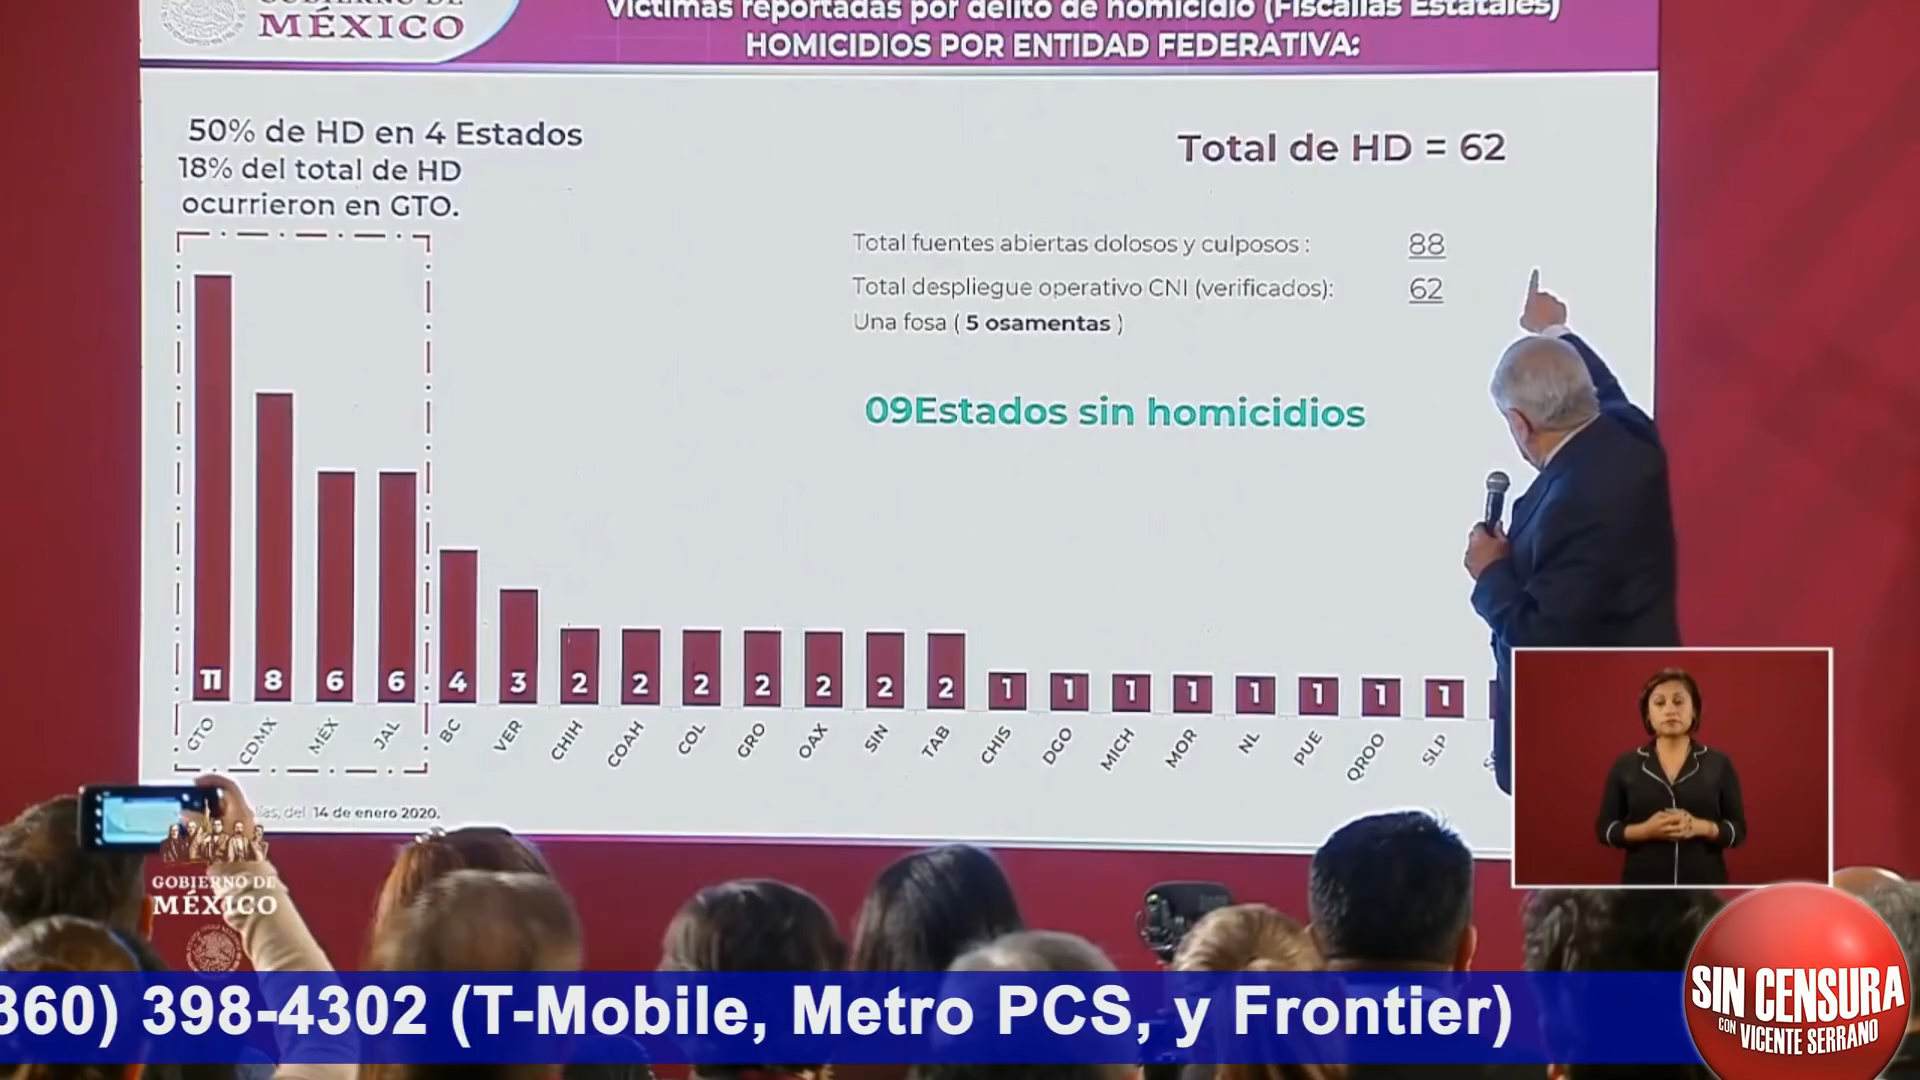 GOBIERNO DE
MÉXICO
Víctimas reportadas por delito de homicidio (Fiscalías Estatales)
HOMICIDIOS POR ENTIDAD FEDERATIVA:
50% de HD en 4 Estados
18% del total de HD
ocurrieron en GTO.
Total de HD = 62
Total fuentes abiertas dolosos y culposos : 88
Total despliegue operativo CNI (verificados): 62
Una fosa ( 5 osamentas )
09Estados sin homicidios
11 8 6 6 4 3 2 2 2 2 2 2 2 1 1 1 1 1 1 1 1
GTO CDMX MÉX JAL BC VER CHIH COAH COL GRO OAX SIN TAB CHIS DGO MICH MOR NL PUE QROO SLP
del 14 de enero 2020.
GOBIERNO DE
MÉXICO
360) 398-4302 (T-Mobile, Metro PCS, y Frontier)
SIN CENSURA
CON VICENTE SERRANO